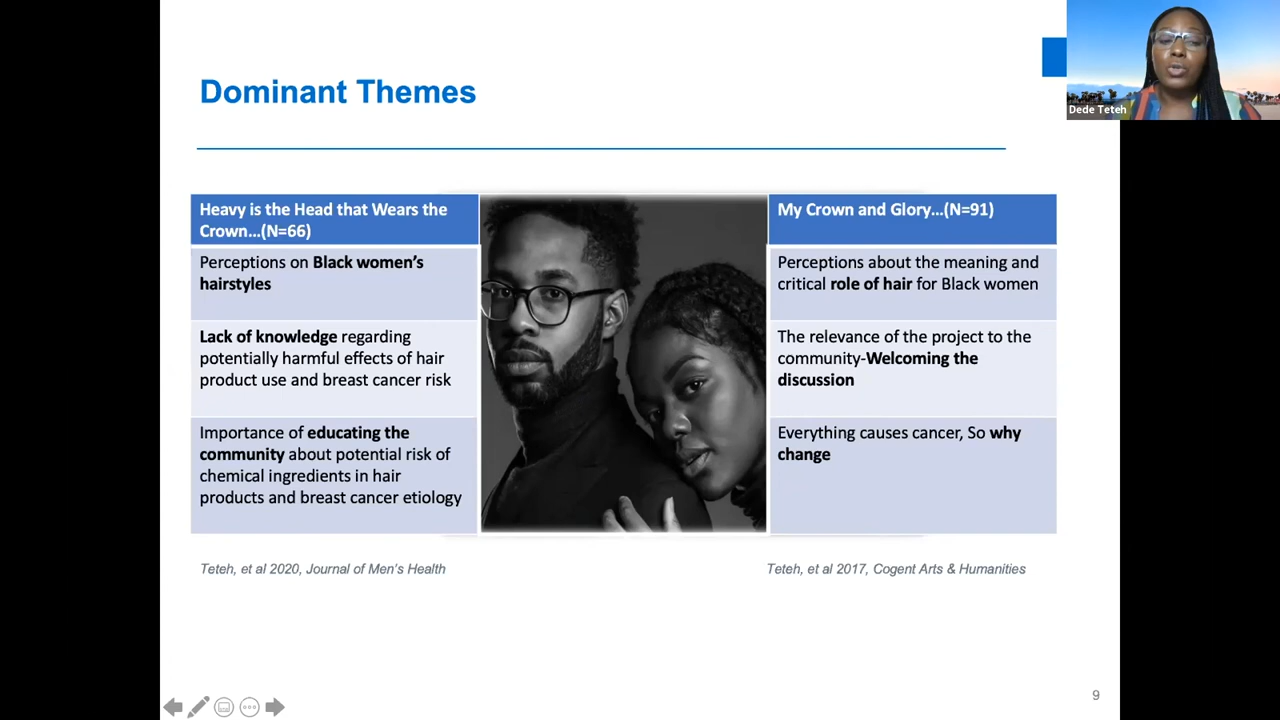 Dominant Themes
Dede Teteh
Heavy is the Head that Wears the
Crown…(N=66)
Perceptions on Black women’s
hairstyles
Lack of knowledge regarding
potentially harmful effects of hair
product use and breast cancer risk
Importance of educating the
community about potential risk of
chemical ingredients in hair
products and breast cancer etiology
My Crown and Glory…(N=91)
Perceptions about the meaning and
critical role of hair for Black women
The relevance of the project to the
community-Welcoming the
discussion
Everything causes cancer, So why
change
Teteh, et al 2020, Journal of Men’s Health
Teteh, et al 2017, Cogent Arts & Humanities
9